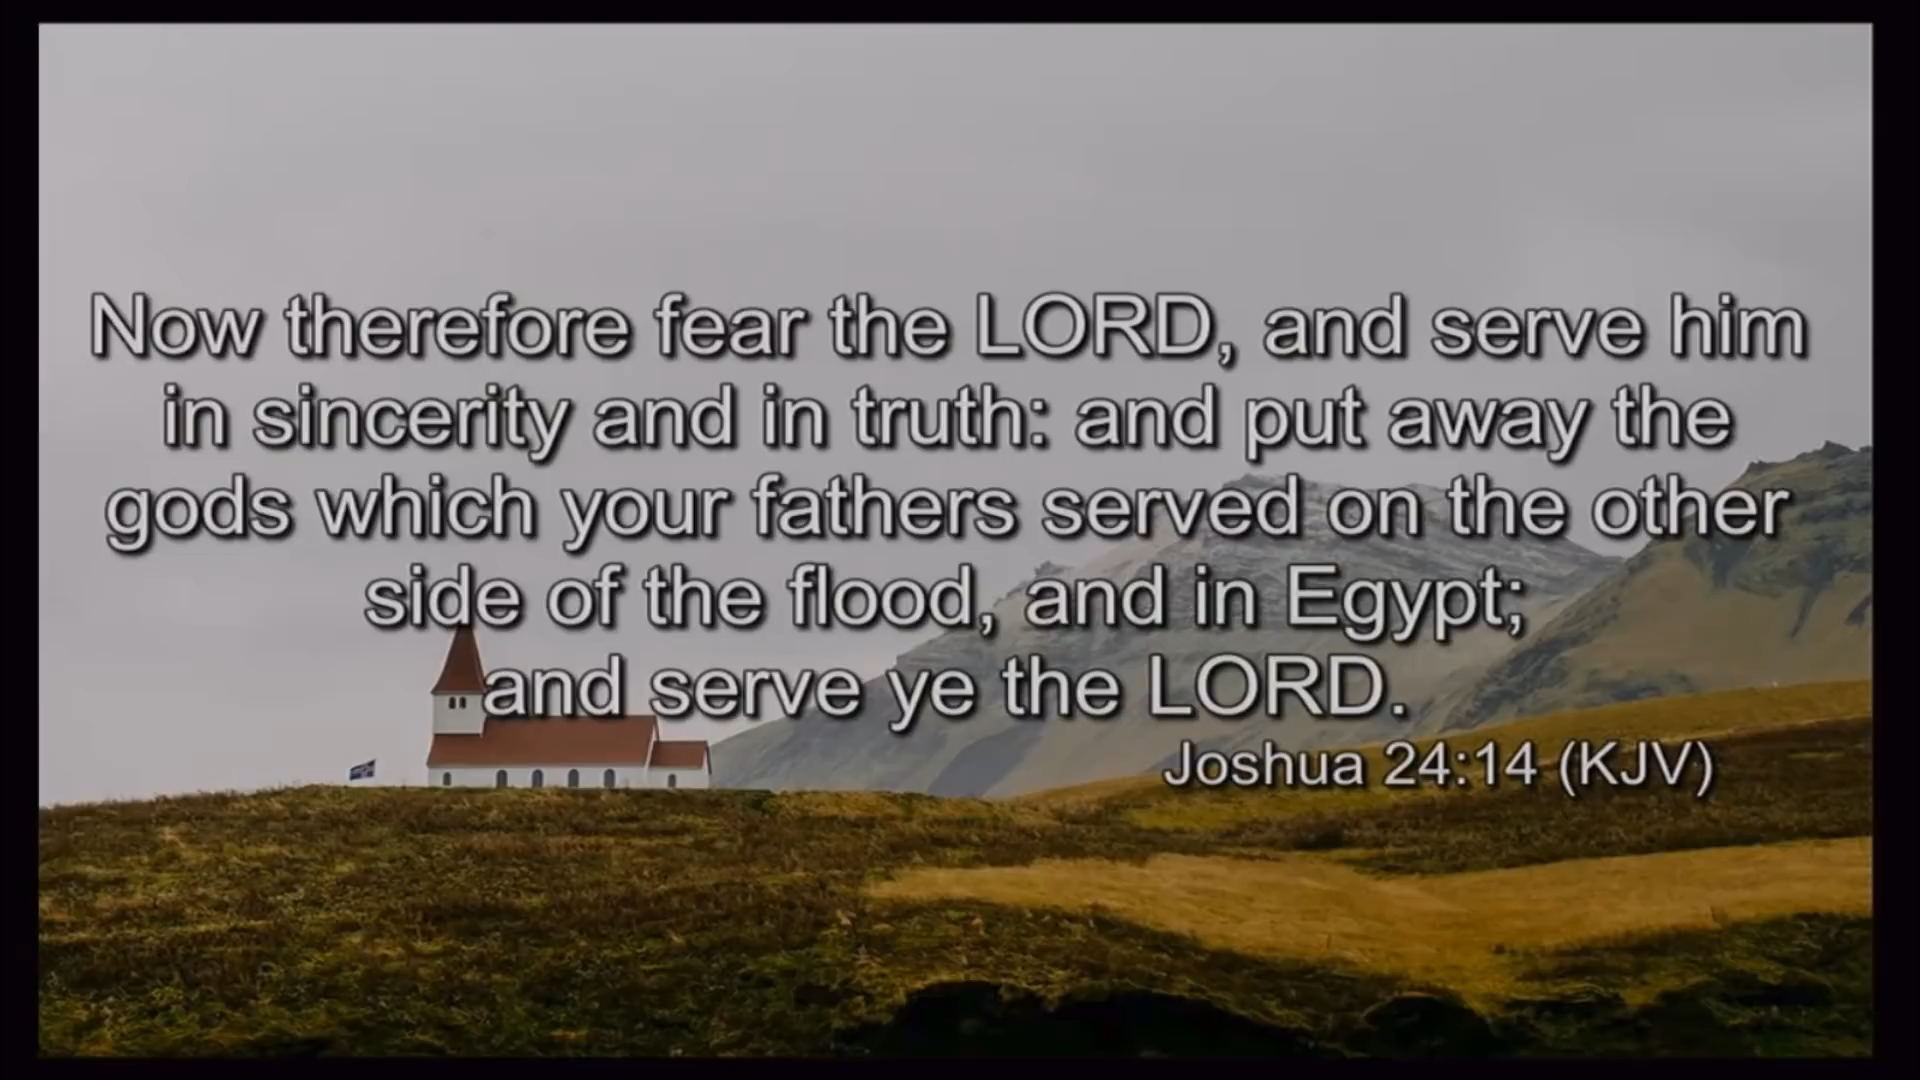 Now therefore fear the LORD, and serve him
in sincerity and in truth: and put away the
gods which your fathers served on the other
side of the flood, and in Egypt;
and serve ye the LORD.
Joshua 24:14 (KJV)